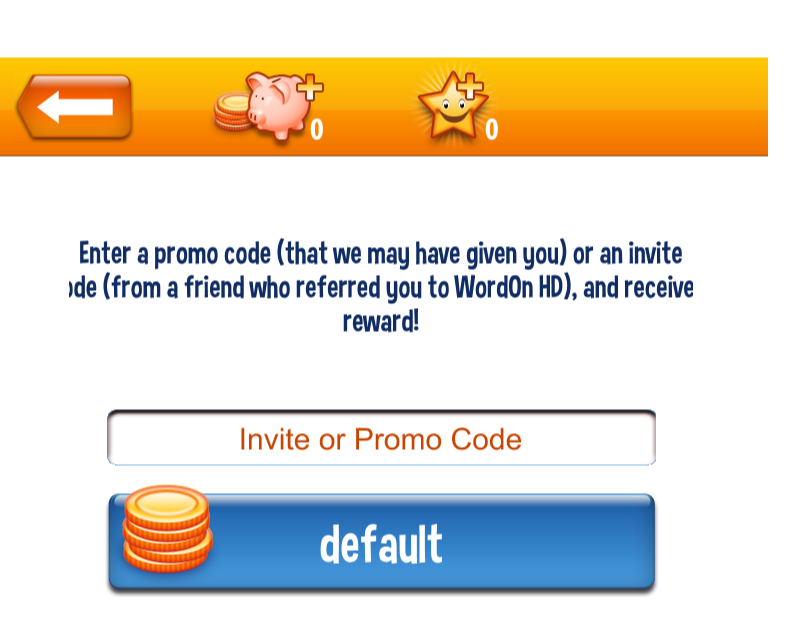 0
0
Enter a promo code (that we may have given you) or an invite
ode (from a friend who referred you to WordOn HD), and receive
reward!
Invite or Promo Code
default